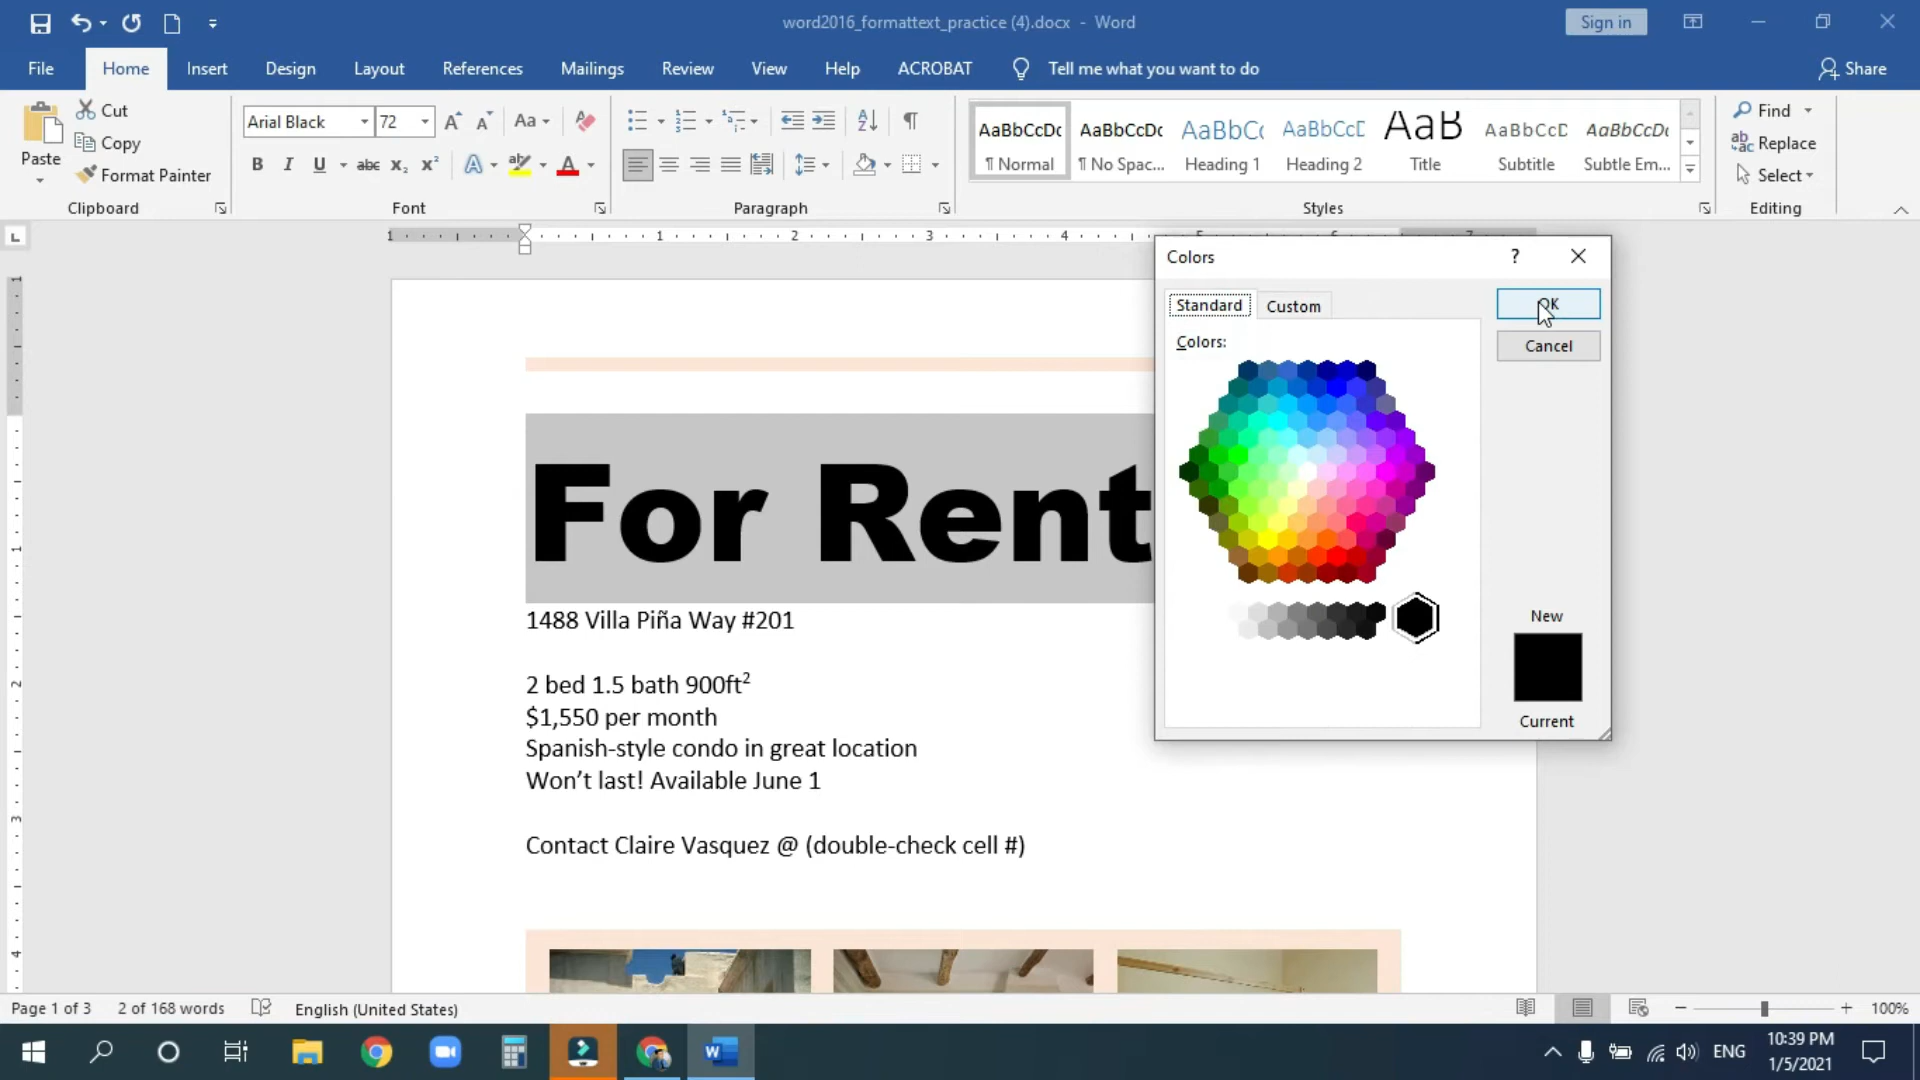 word2016_formattext_practice (4).docx - Word
Sign in
File Home Insert Design Layout References Mailings Review View Help ACROBAT Tell me what you want to do Share
Paste
Cut
Copy
Format Painter
Clipboard
Arial Black 72
Font
Paragraph
AaBbCcDc AaBbCcDc AaBbCc AaBbCcD AaB AaBbCcD AaBbCcDc
¶ Normal ¶ No Spac... Heading 1 Heading 2 Title Subtitle Subtle Em...
Styles
Find
Replace
Select
Editing
Colors ? 
Standard Custom
OK
Cancel
Colors:
New
Current
For Rent
1488 Villa Piña Way #201
2 bed 1.5 bath 900ft²
$1,550 per month
Spanish-style condo in great location
Won’t last! Available June 1
Contact Claire Vasquez @ (double-check cell #)
Page 1 of 3 2 of 168 words English (United States) 100%
ENG
10:39 PM
1/5/2021